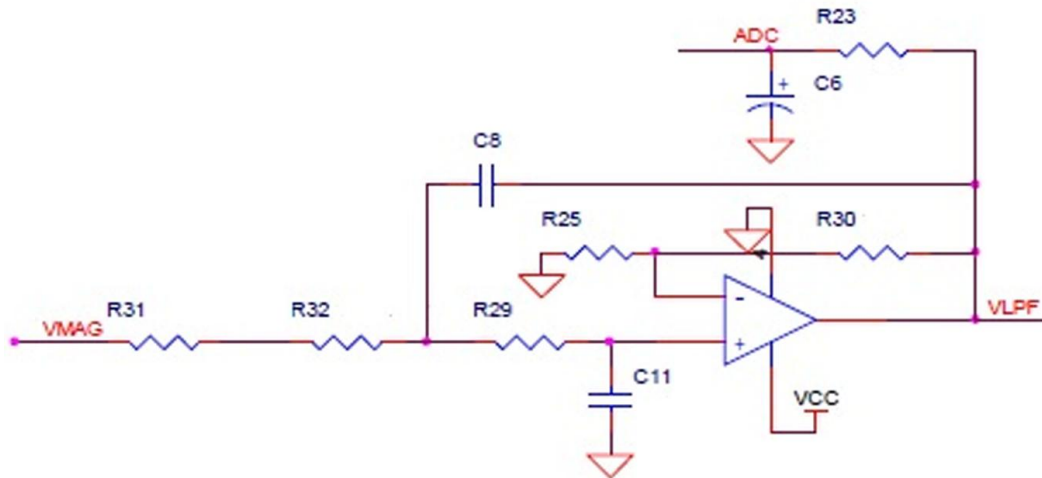 R23
ADC
+
C6
C8
R25
R30
R31
R32
R29
VMAG
-
VLPF
+
C11
VCC